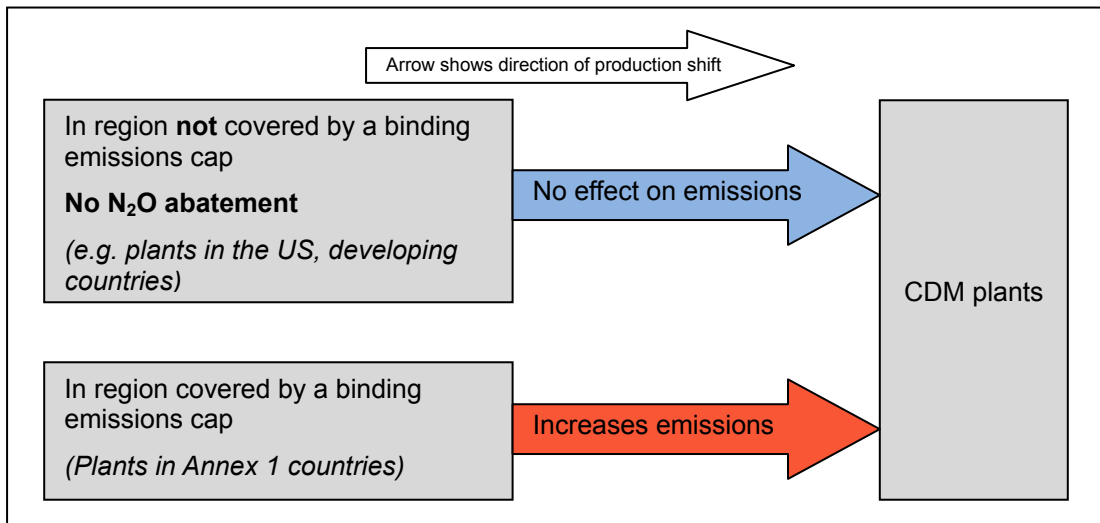 Arrow shows direction of production shift
In region not covered by a binding
emissions cap
No N₂O abatement
(e.g. plants in the US, developing
countries)
No effect on emissions
CDM plants
In region covered by a binding
emissions cap
(Plants in Annex 1 countries)
Increases emissions